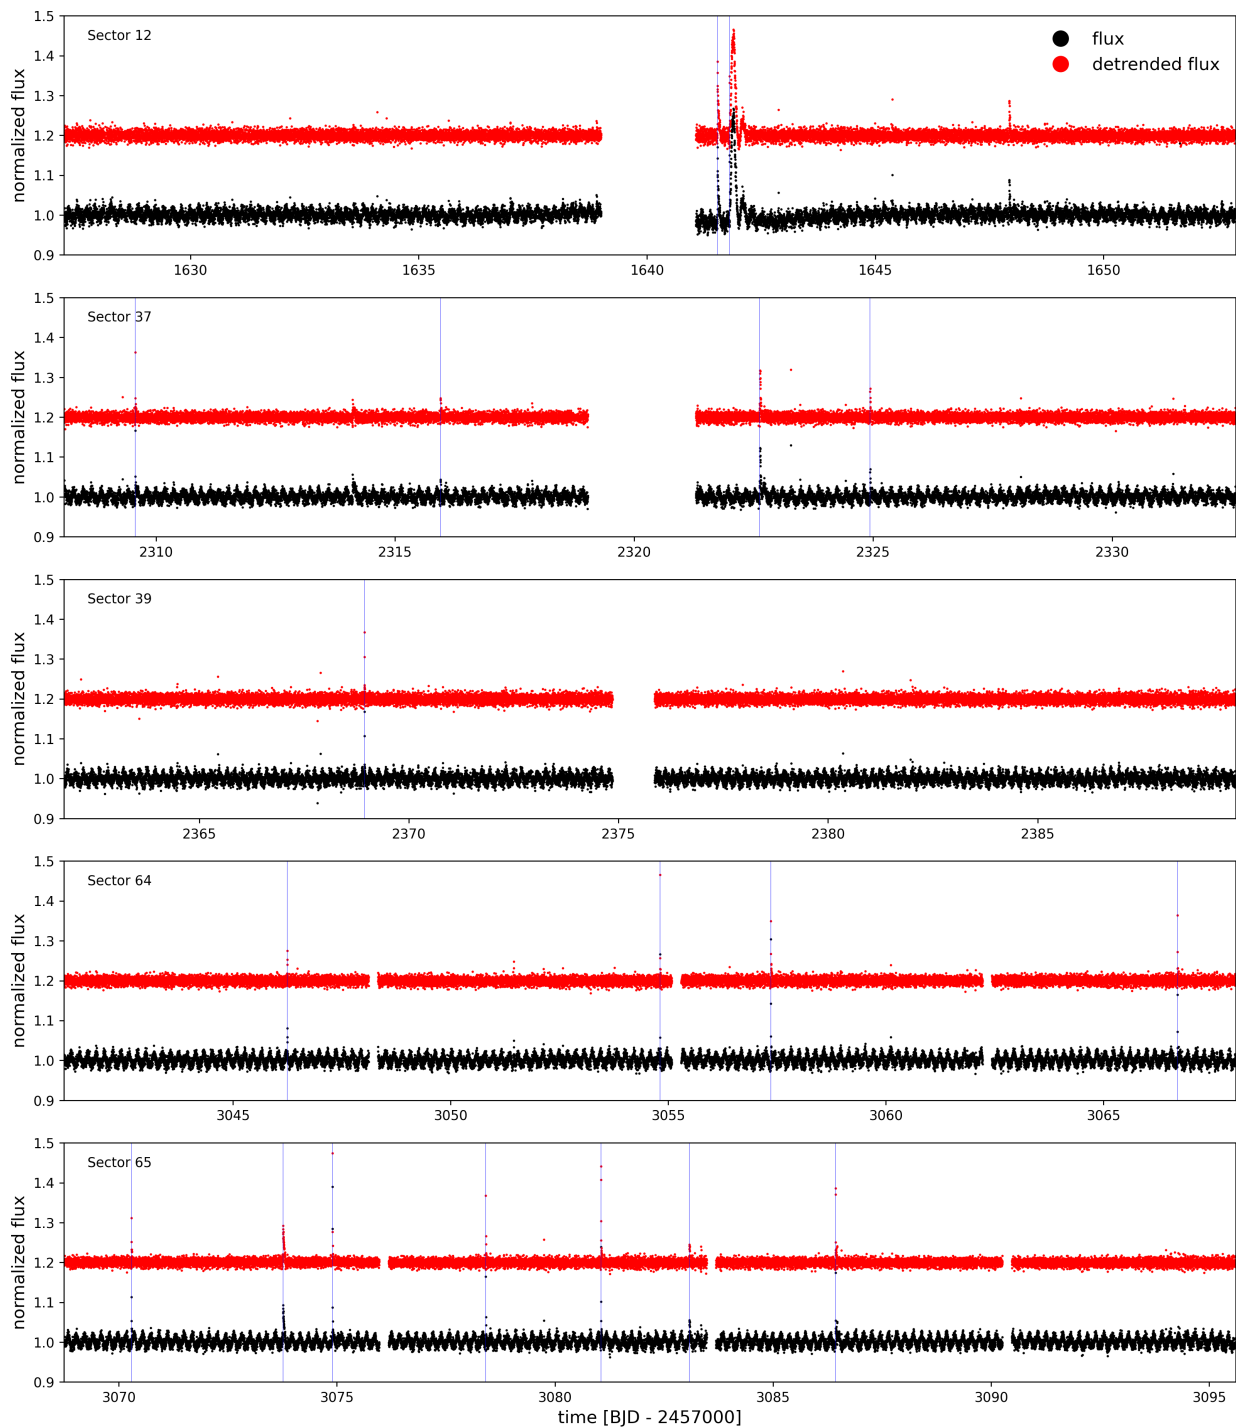 normalized flux
1.5
1.4
1.3
1.2
1.1
1.0
0.9
Sector 12
flux
detrended flux
1630 1635 1640 1645 1650
normalized flux
1.5
1.4
1.3
1.2
1.1
1.0
0.9
Sector 37
2310 2315 2320 2325 2330
normalized flux
1.5
1.4
1.3
1.2
1.1
1.0
0.9
Sector 39
2365 2370 2375 2380 2385
normalized flux
1.5
1.4
1.3
1.2
1.1
1.0
0.9
Sector 64
3045 3050 3055 3060 3065
normalized flux
1.5
1.4
1.3
1.2
1.1
1.0
0.9
Sector 65
3070 3075 3080 3085 3090 3095
time [BJD - 2457000]